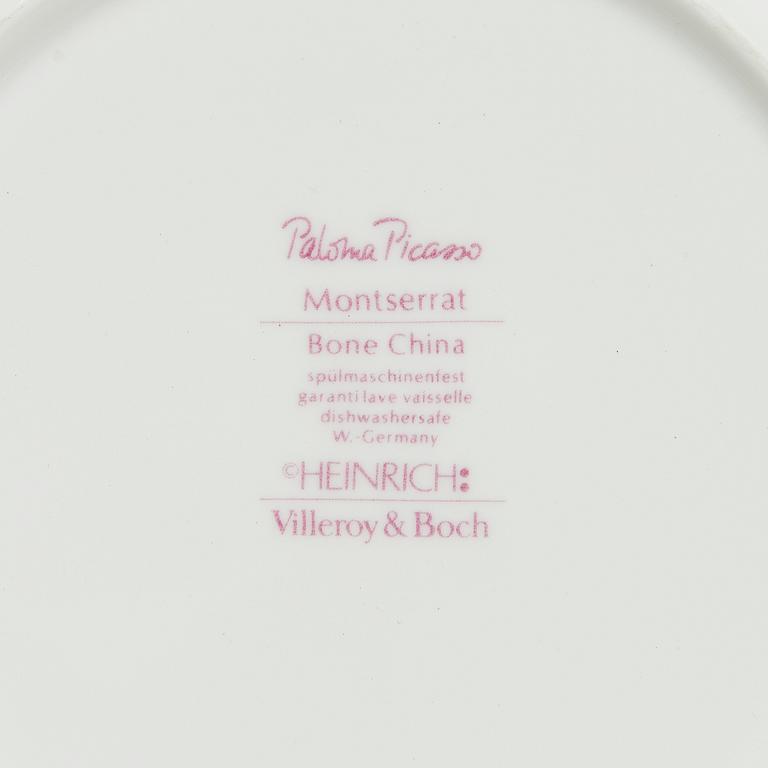 Paloma Picasso
Montserrat
Bone China
spülmaschinenfest
garanti lave vaisselle
dishwashersafe
W.-Germany
©HEINRICH:
Villeroy & Boch